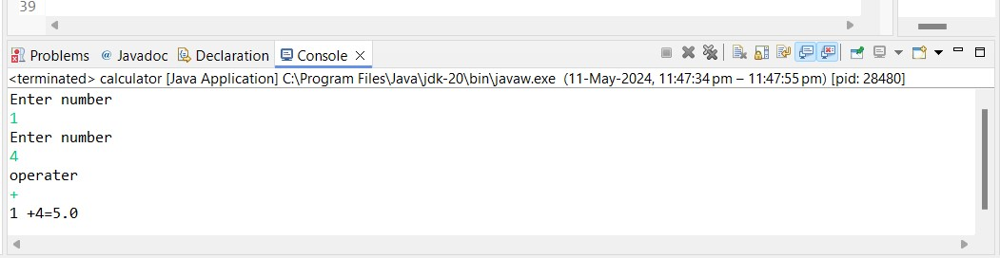 39
Problems @ Javadoc Declaration Console
<terminated> calculator [Java Application] C:\Program Files\Java\jdk-20\bin\javaw.exe (11-May-2024, 11:47:34 pm – 11:47:55 pm) [pid: 28480]
Enter number
1
Enter number
4
operater
+
1 +4=5.0